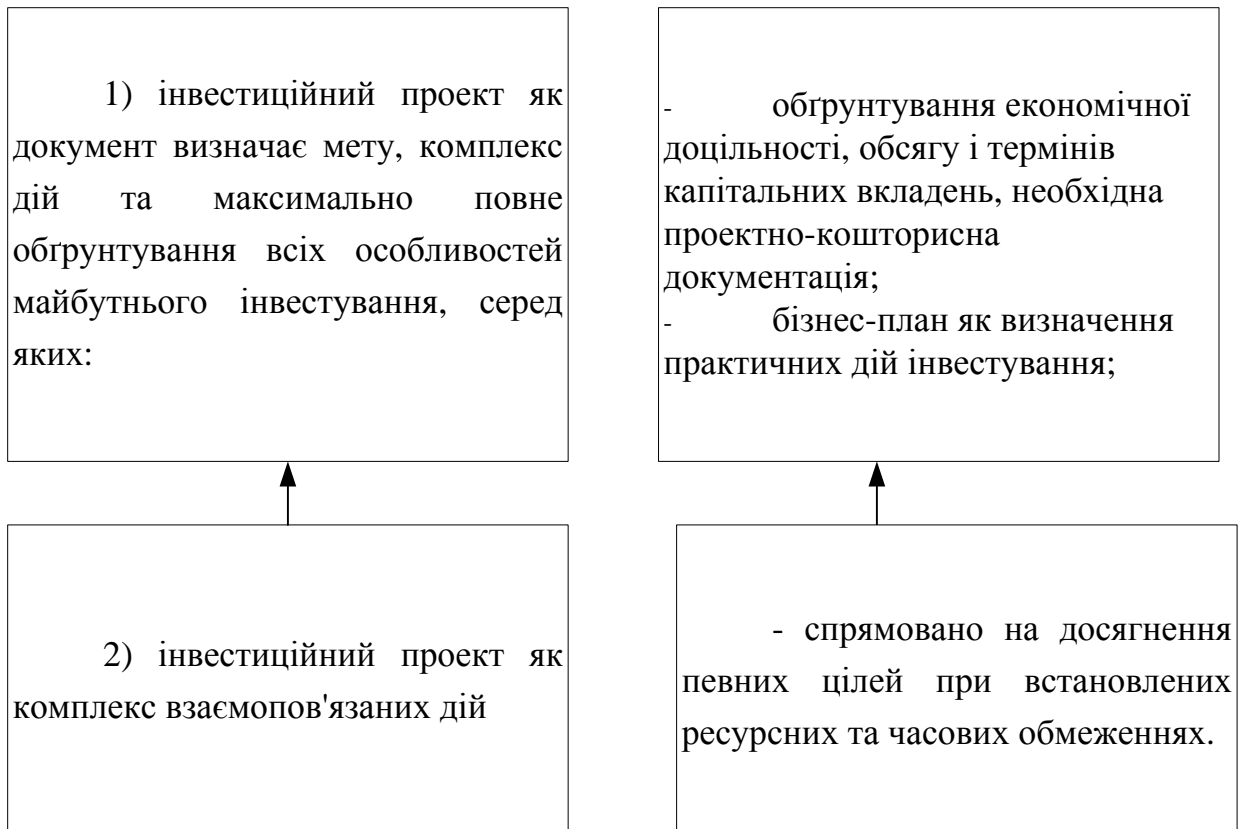 1) інвестиційний проект як
документ визначає мету, комплекс
дій та максимально повне
обґрунтування всіх особливостей
майбутнього інвестування, серед
яких:
- обґрунтування економічної
доцільності, обсягу і термінів
капітальних вкладень, необхідна
проектно-кошторисна
документація;
- бізнес-план як визначення
практичних дій інвестування;
2) інвестиційний проект як
комплекс взаємопов'язаних дій
- спрямовано на досягнення
певних цілей при встановлених
ресурсних та часових обмеженнях.